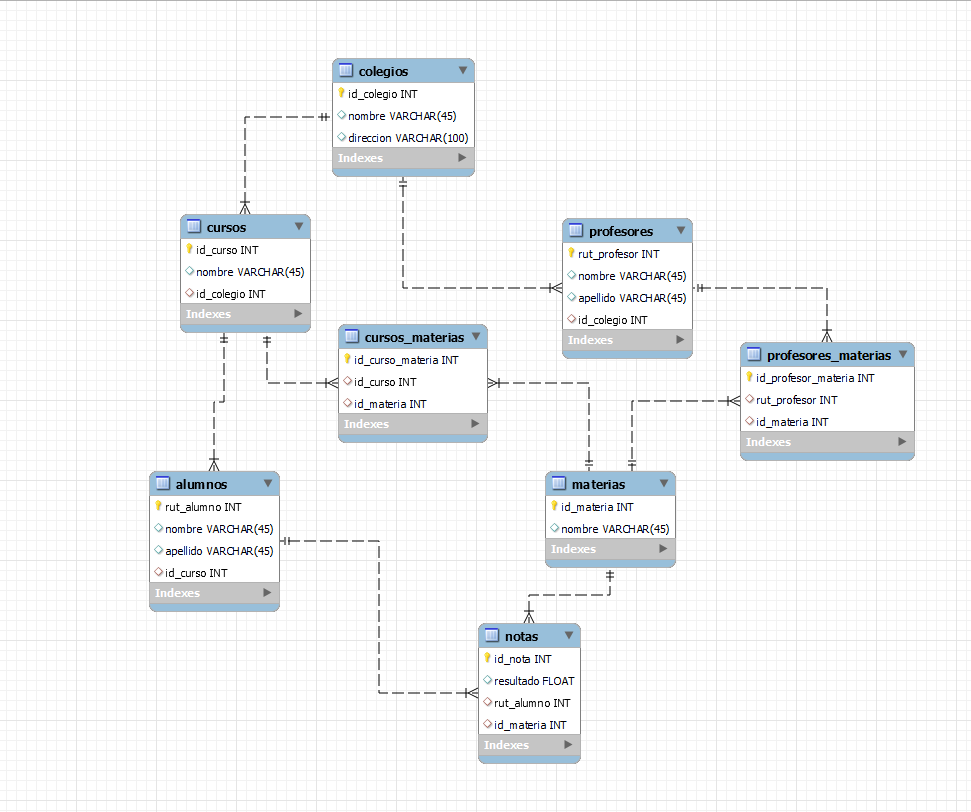 colegios
id_colegio INT
nombre VARCHAR(45)
direccion VARCHAR(100)
Indexes
cursos
id_curso INT
nombre VARCHAR(45)
id_colegio INT
Indexes
profesores
rut_profesor INT
nombre VARCHAR(45)
apellido VARCHAR(45)
id_colegio INT
Indexes
cursos_materias
id_curso_materia INT
id_curso INT
id_materia INT
Indexes
profesores_materias
id_profesor_materia INT
rut_profesor INT
id_materia INT
Indexes
alumnos
rut_alumno INT
nombre VARCHAR(45)
apellido VARCHAR(45)
id_curso INT
Indexes
materias
id_materia INT
nombre VARCHAR(45)
Indexes
notas
id_nota INT
resultado FLOAT
rut_alumno INT
id_materia INT
Indexes